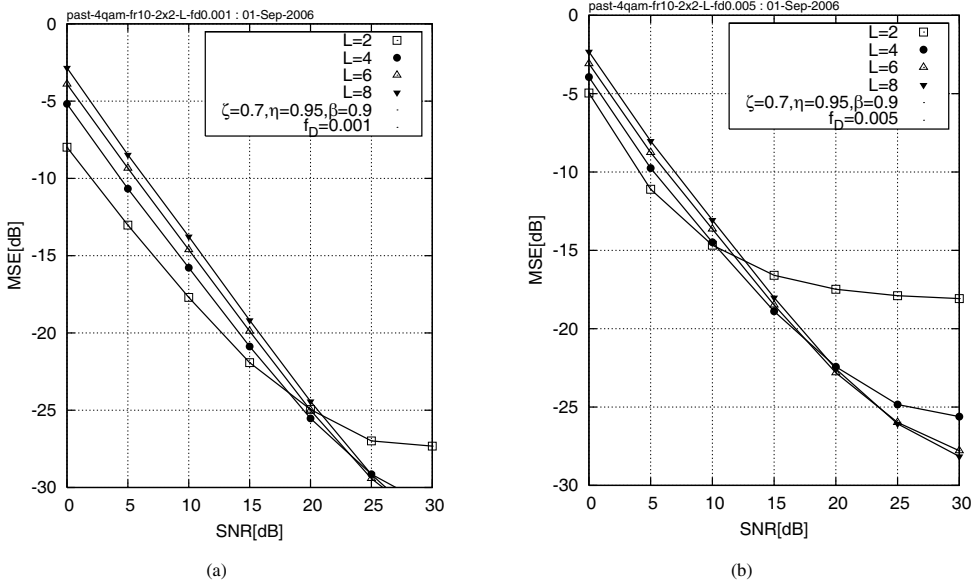 past-4qam-fr10-2x2-L-fd0.001 : 01-Sep-2006
0
-5
-10
-15
-20
-25
-30
MSE[dB]
L=2
L=4
L=6
L=8
ζ=0.7,η=0.95,β=0.9
f_D=0.001
0 5 10 15 20 25 30
SNR[dB]
(a)
past-4qam-fr10-2x2-L-fd0.005 : 01-Sep-2006
0
-5
-10
-15
-20
-25
-30
MSE[dB]
L=2
L=4
L=6
L=8
ζ=0.7,η=0.95,β=0.9
f_D=0.005
0 5 10 15 20 25 30
SNR[dB]
(b)